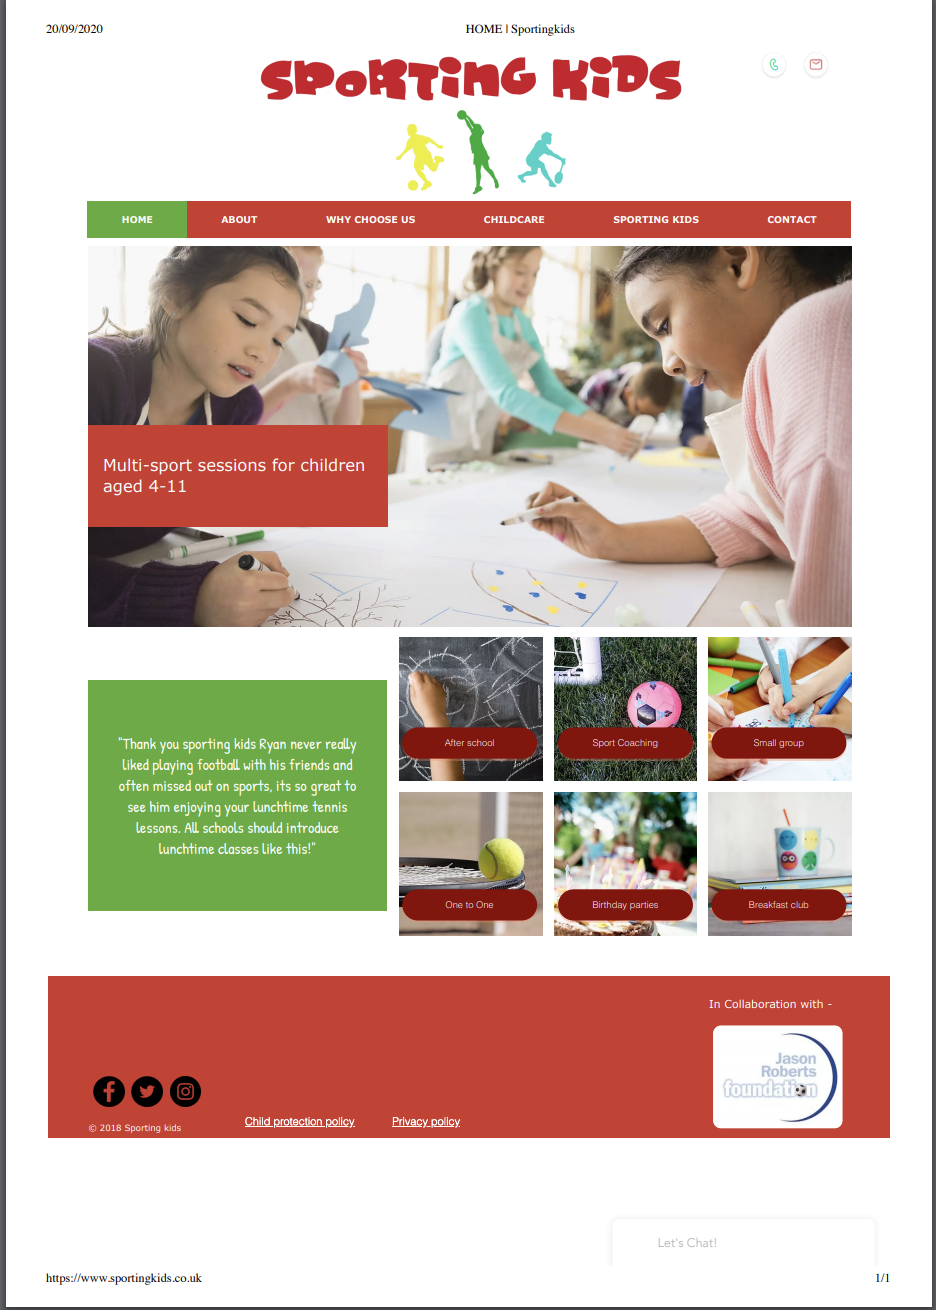 20/09/2020
HOME | Sportingkids
SPORTING KIDS
HOME
ABOUT
WHY CHOOSE US
CHILDCARE
SPORTING KIDS
CONTACT
Multi-sport sessions for children
aged 4-11
"Thank you sporting kids Ryan never really
liked playing football with his friends and
often missed out on sports, its so great to
see him enjoying your lunchtime tennis
lessons. All schools should introduce
lunchtime classes like this!"
After school
Sport Coaching
Small group
One to One
Birthday parties
Breakfast club
In Collaboration with -
Jason
Roberts
foundation
© 2018 Sporting kids
Child protection policy
Privacy policy
Let's Chat!
https://www.sportingkids.co.uk
1/1